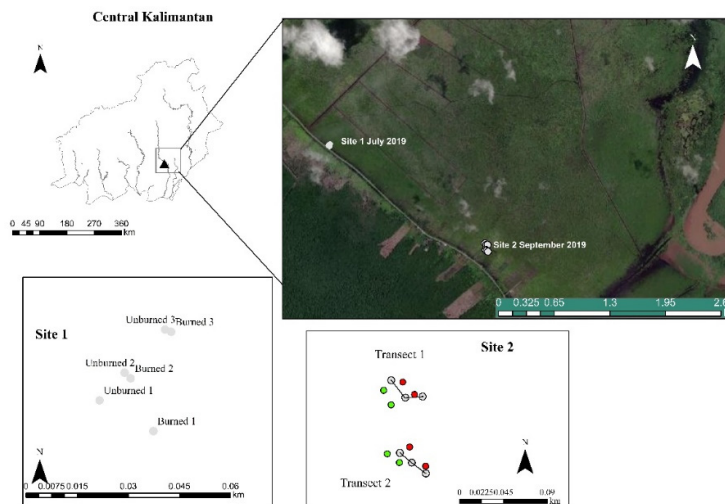 Central Kalimantan
N
0 45 90 180 270 360
km
N
Site 1 July 2019
Site 2 September 2019
0 0.325 0.65 1.3 1.95
Site 1
Unburned 3 Burned 3
Unburned 2
Burned 2
Unburned 1
Burned 1
N
0 0.0075 0.015 0.03 0.045 0.06
km
Site 2
Transect 1
Transect 2
N
0 0.0225 0.045 0.09
km